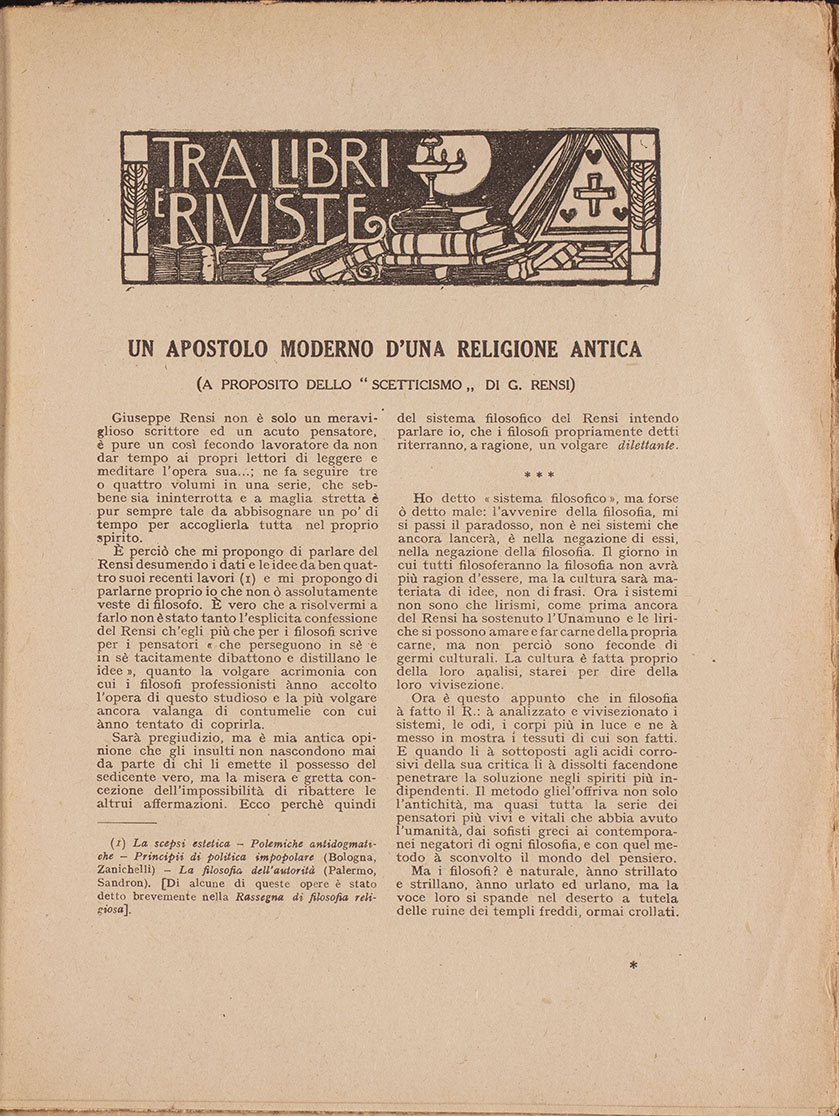 TRA LIBRI
E RIVISTE
UN APOSTOLO MODERNO D'UNA RELIGIONE ANTICA
(A PROPOSITO DELLO “ SCETTICISMO „ DI G. RENSI)
Giuseppe Rensi non è solo un meravi-
glioso scrittore ed un acuto pensatore,
è pure un così fecondo lavoratore da non
dar tempo ai propri lettori di leggere e
meditare l'opera sua...; ne fa seguire tre
o quattro volumi in una serie, che seb-
bene sia ininterrotta e a maglia stretta è
pur sempre tale da abbisognare un po' di
tempo per accoglierla tutta nel proprio
spirito.
È perciò che mi propongo di parlare del
Rensi desumendo i dati e le idee da ben quat-
tro suoi recenti lavori (1) e mi propongo di
parlarne proprio io che non ò assolutamente
veste di filosofo. È vero che a risolvermi a
farlo non è stato tanto l'esplicita confessione
del Rensi ch'egli più che per i filosofi scrive
per i pensatori « che perseguono in sè e
in sè tacitamente dibattono e distillano le
idee », quanto la volgare acrimonia con
cui i filosofi professionisti ànno accolto
l'opera di questo studioso e la più volgare
ancora valanga di contumelie con cui
ànno tentato di coprirla.
Sarà pregiudizio, ma è mia antica opi-
nione che gli insulti non nascondono mai
da parte di chi li emette il possesso del
sedicente vero, ma la misera e gretta con-
cezione dell'impossibilità di ribattere le
altrui affermazioni. Ecco perchè quindi
(1) La scepsi estetica – Polemiche antidogmati-
che – Principii di politica impopolare (Bologna,
Zanichelli) – La filosofia dell'autorità (Palermo,
Sandron). [Di alcune di queste opere è stato
detto brevemente nella Rassegna di filosofia reli-
giosa].
del sistema filosofico del Rensi intendo
parlare io, che i filosofi propriamente detti
riterranno, a ragione, un volgare dilettante.
* * *
Ho detto « sistema filosofico », ma forse
ò detto male: l'avvenire della filosofia, mi
si passi il paradosso, non è nei sistemi che
ancora lancerà, è nella negazione di essi,
nella negazione della filosofia. Il giorno in
cui tutti filosoferanno la filosofia non avrà
più ragion d'essere, ma la cultura sarà ma-
teriata di idee, non di frasi. Ora i sistemi
non sono che lirismi, come prima ancora
del Rensi ha sostenuto l'Unamuno e le liri-
che si possono amare e far carne della propria
carne, ma non perciò sono feconde di
germi culturali. La cultura è fatta proprio
della loro analisi, starei per dire della
loro vivisezione.
Ora è questo appunto che in filosofia
à fatto il R.: à analizzato e vivisezionato i
sistemi, le odi, i corpi più in luce e ne à
messo in mostra i tessuti di cui son fatti.
E quando li à sottoposti agli acidi corro-
sivi della sua critica li à dissolti facendone
penetrare la soluzione negli spiriti più in-
dipendenti. Il metodo gliel'offriva non solo
l'antichità, ma quasi tutta la serie dei
pensatori più vivi e vitali che abbia avuto
l'umanità, dai sofisti greci ai contempora-
nei negatori di ogni filosofia, e con quel me-
todo à sconvolto il mondo del pensiero.
Ma i filosofi? è naturale, ànno strillato
e strillano, ànno urlato ed urlano, ma la
voce loro si spande nel deserto a tutela
delle ruine dei templi freddi, ormai crollati.
*